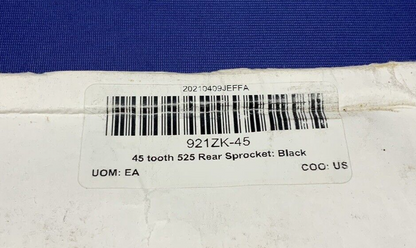 20210409JEFFA
921ZK-45
45 tooth 525 Rear Sprocket: Black
UOM: EA COO: US